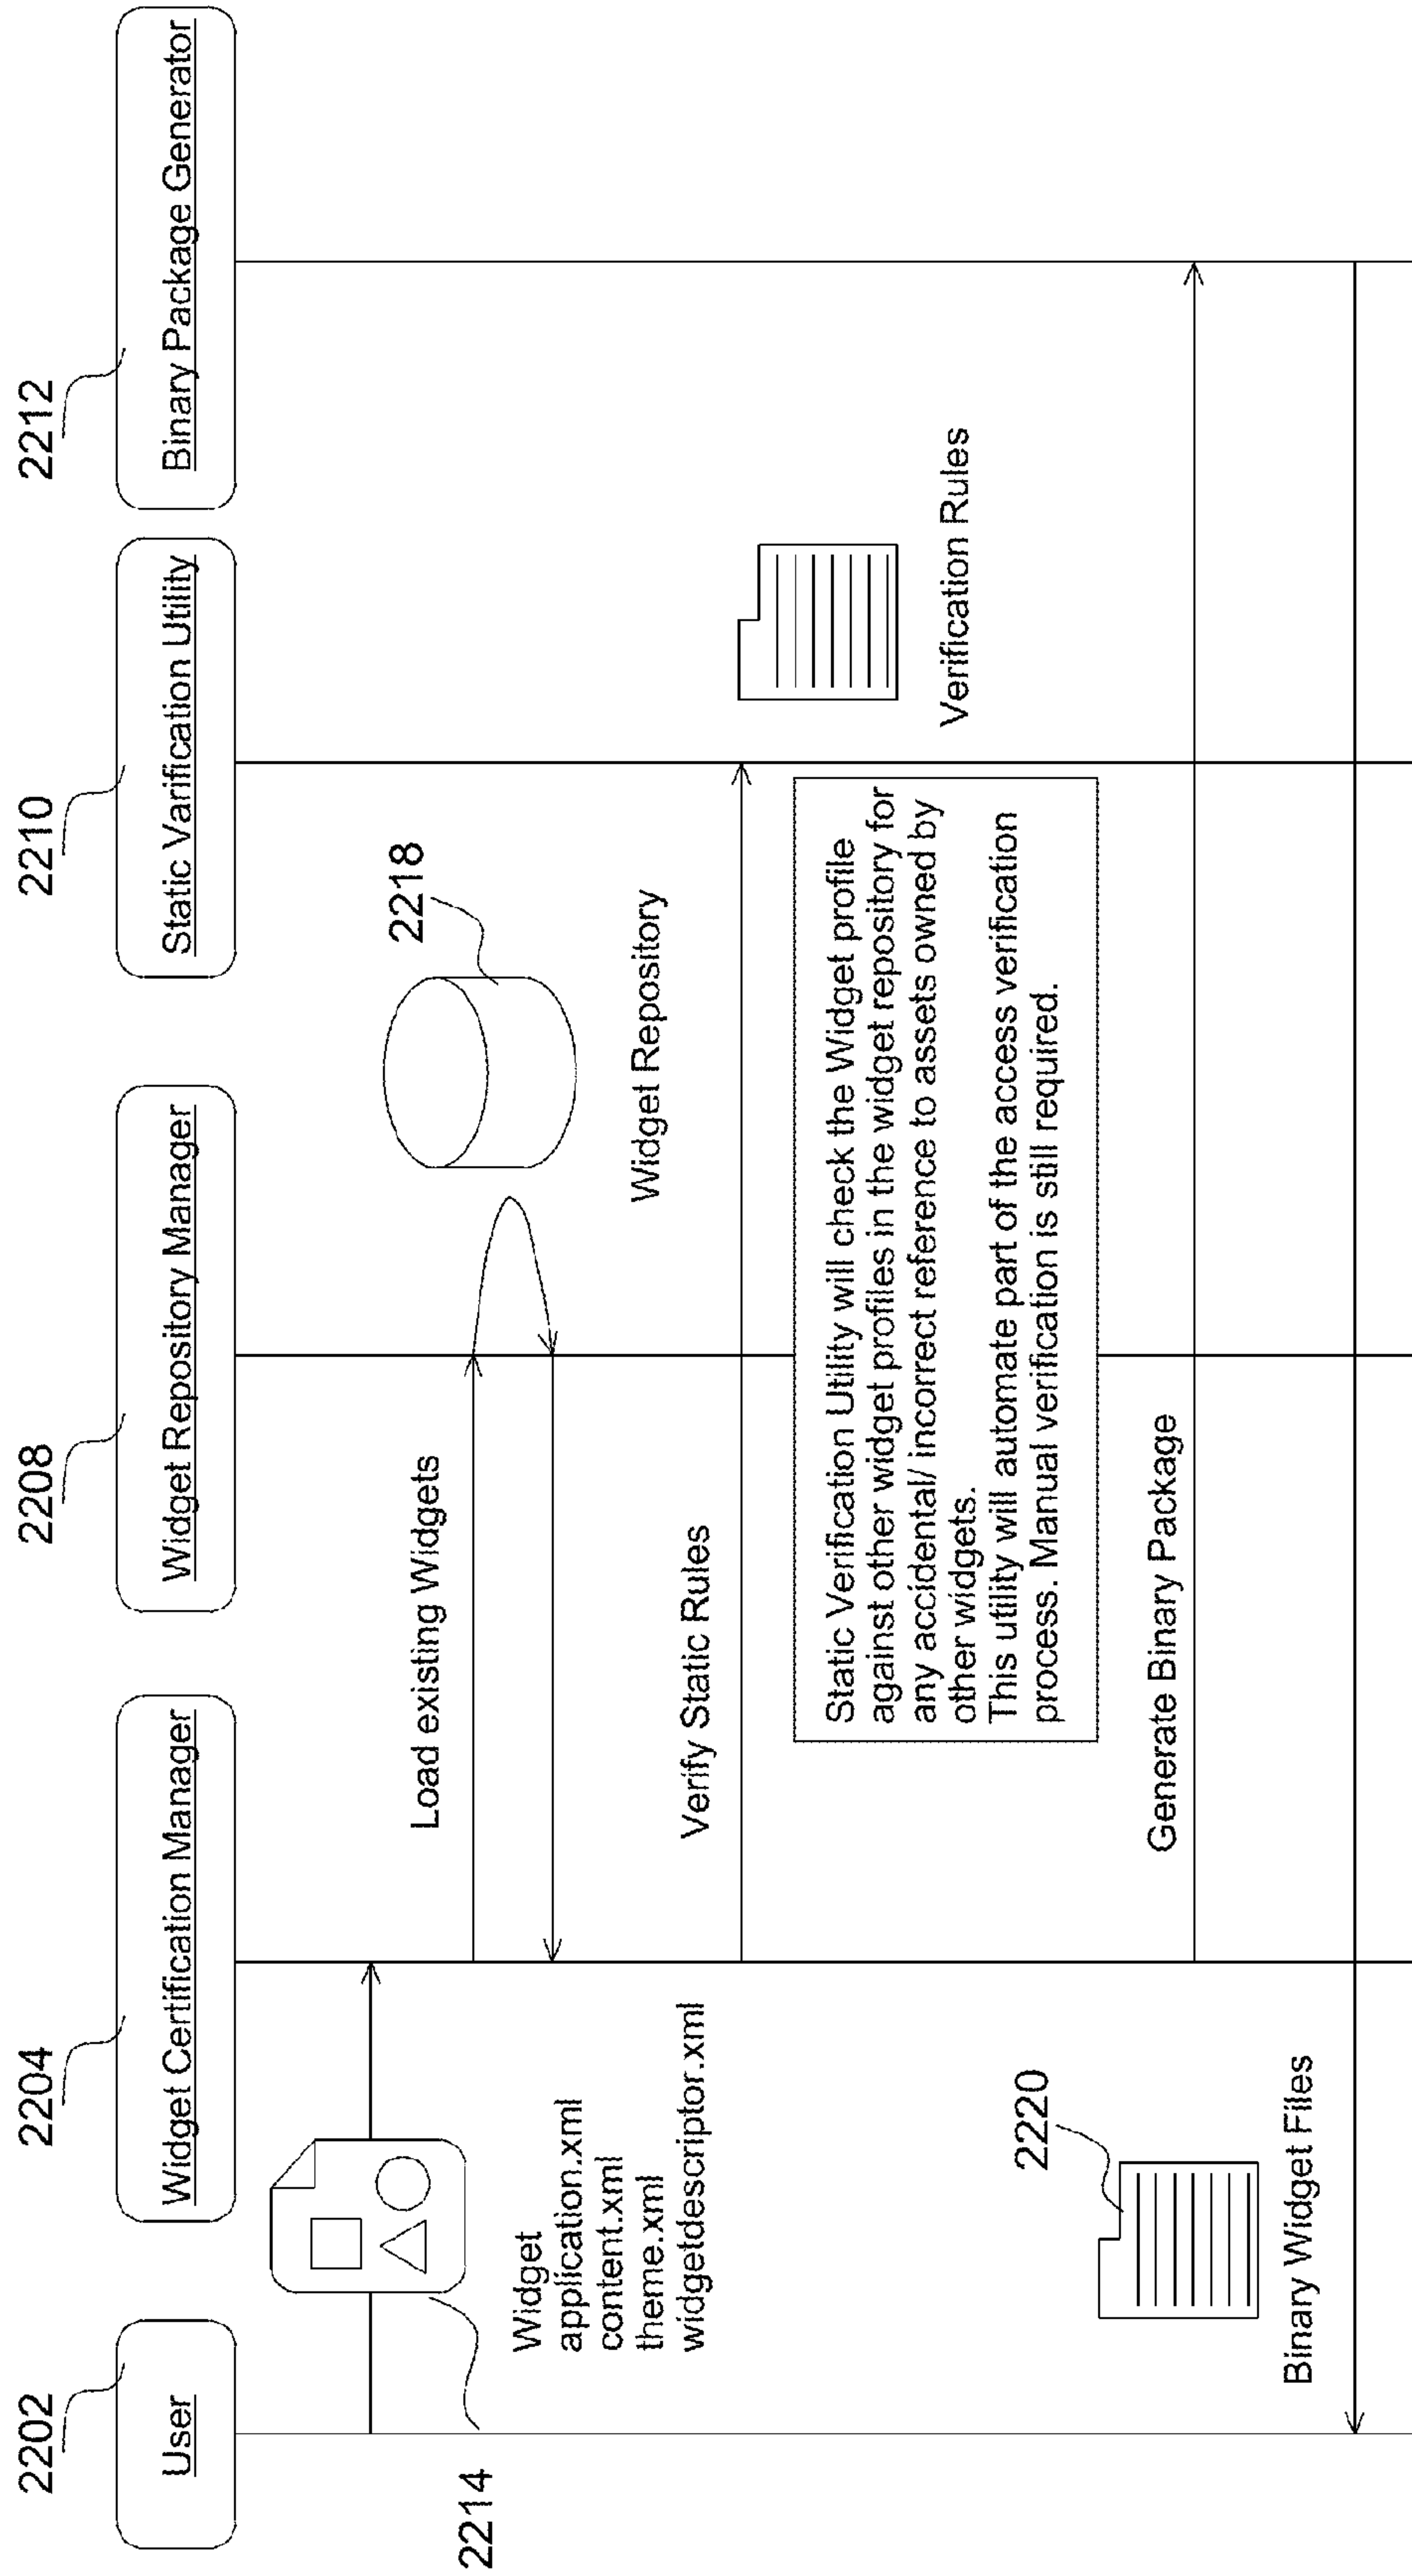 2202
2204
2208
2210
2212
User
Widget Certification Manager
Widget Repository Manager
Static Varification Utility
Binary Package Generator
2214
Widget
application.xml
content.xml
theme.xml
widgetdescriptor.xml
Load existing Widgets
2218
Widget Repository
Verify Static Rules
Verification Rules
Static Verification Utility will check the Widget profile
against other widget profiles in the widget repository for
any accidental/ incorrect reference to assets owned by
other widgets.
This utility will automate part of the access verification
process. Manual verification is still required.
2220
Generate Binary Package
Binary Widget Files